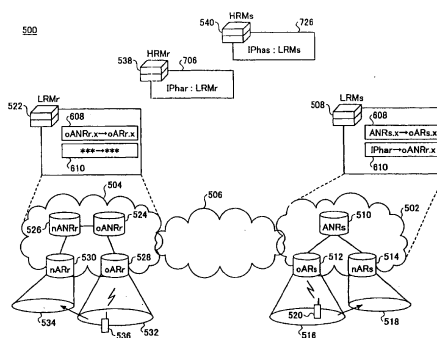 500
540
HRMs
726
IPhas : LRMs
538
HRMr
706
IPhar : LRMr
522
LRMr
608
oANRr.x→oARr.x
***→***
610
508
LRMs
608
ANRs.x→oARs.x
IPhar→oANRr.x
610
504
524
526
nANRr
oANRr
530
528
nARr
oARr
534
536
532
506
510
502
ANRs
512
514
oARs
nARs
520
516
518